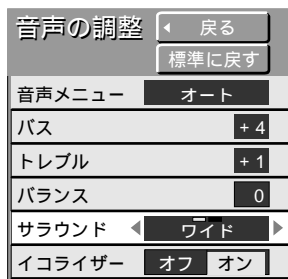 音声の調整 戻る
標準に戻す
音声メニュー オート
バス +4
トレブル +1
バランス 0
サラウンド ワイド
イコライザー オフ オン